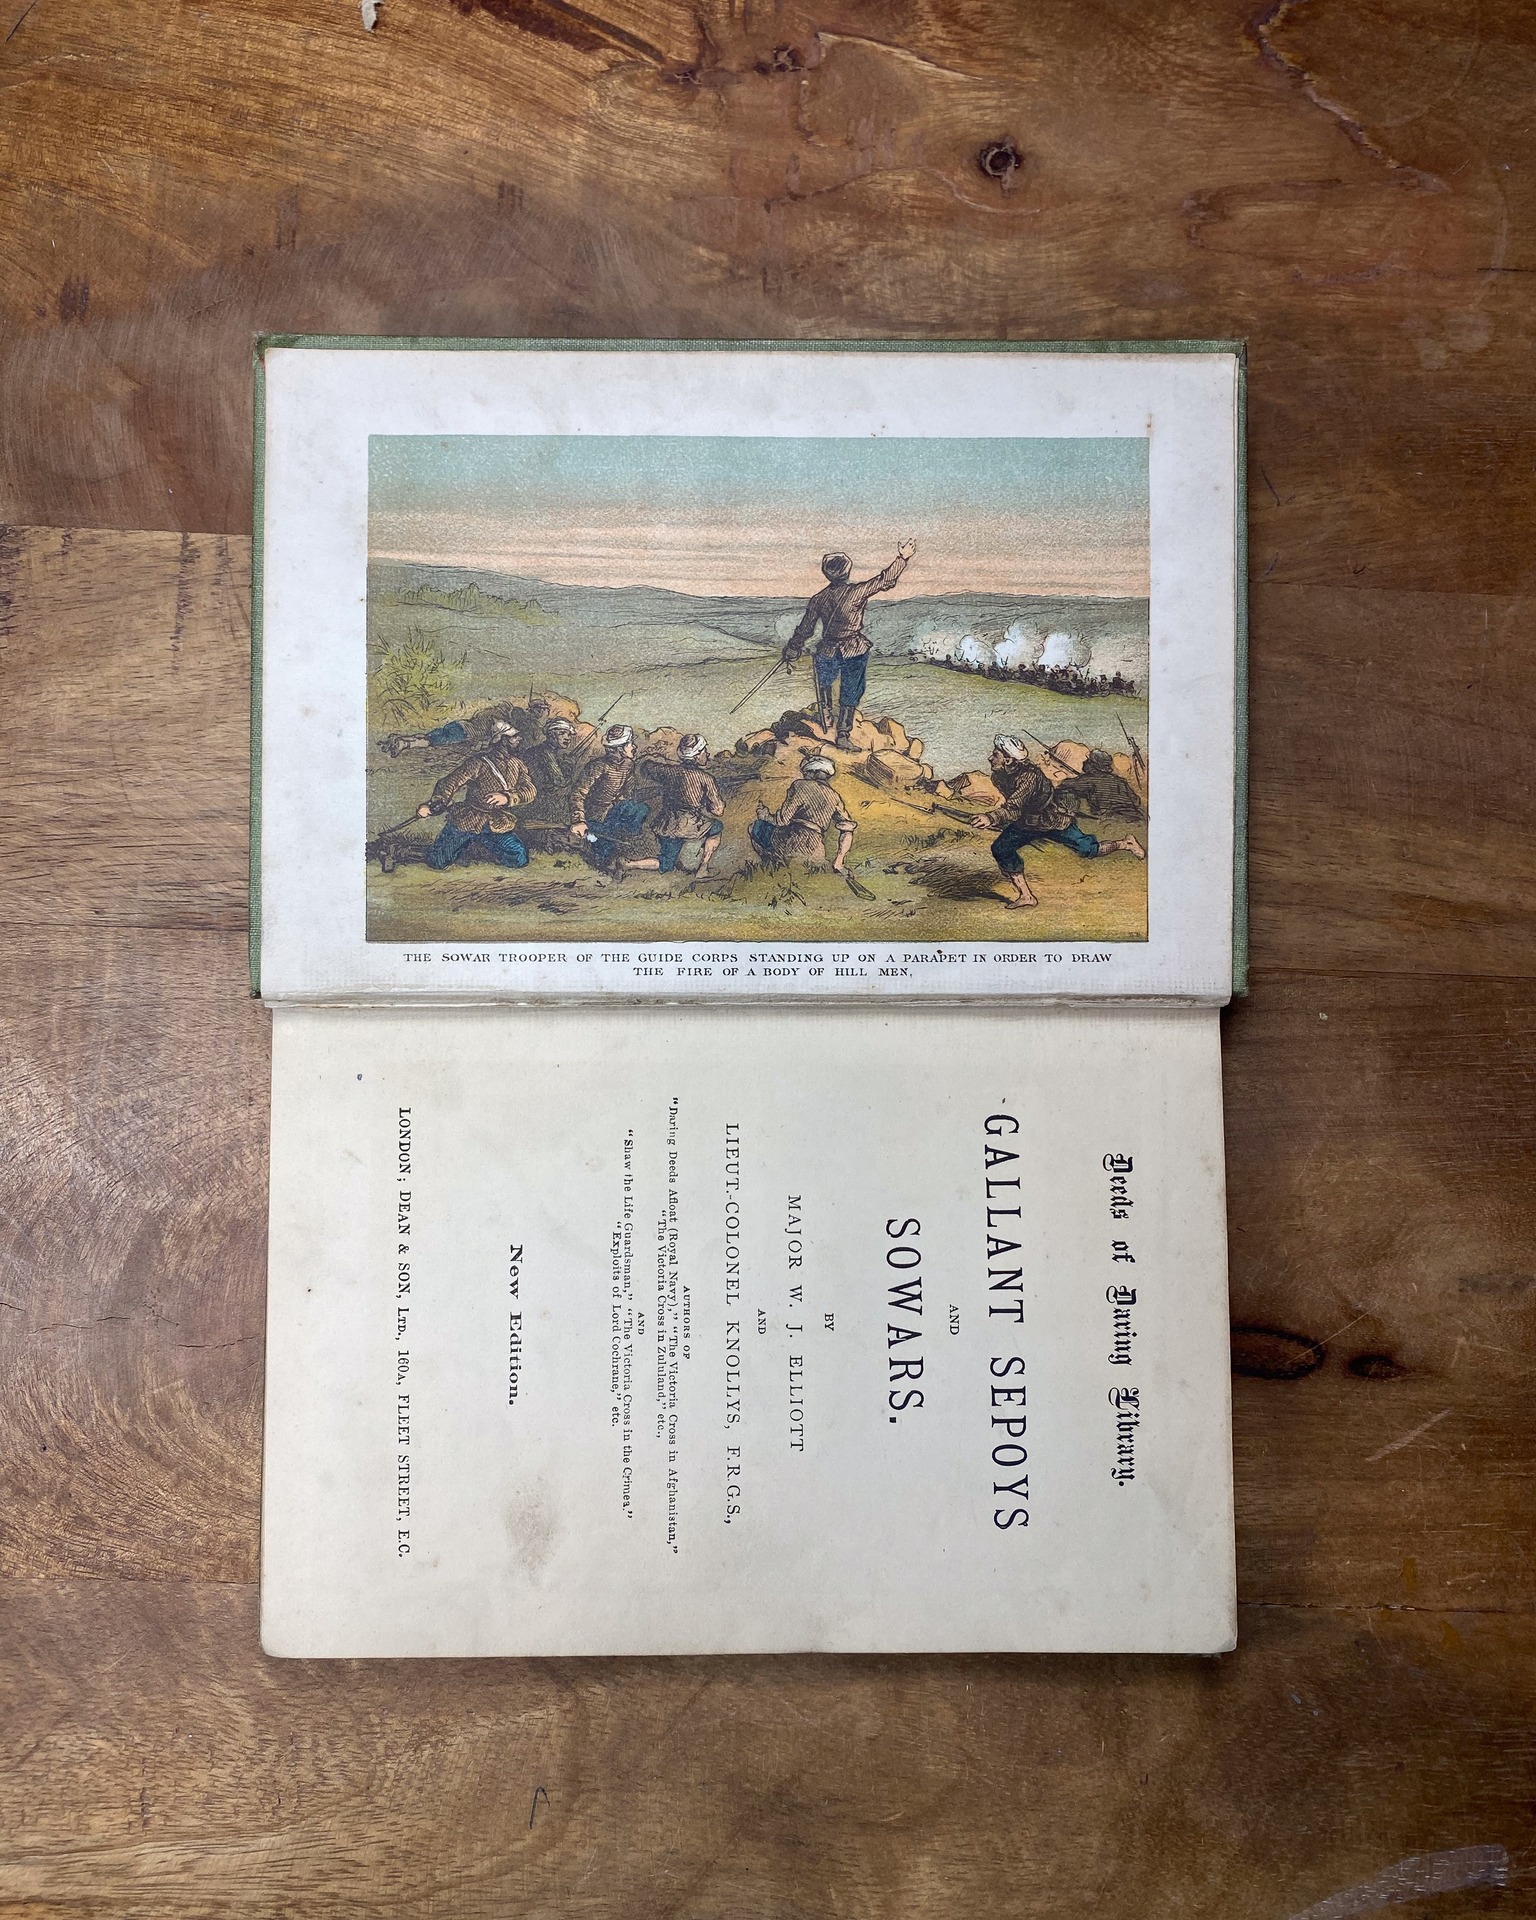 THE SOWAR TROOPER OF THE GUIDE CORPS STANDING UP ON A PARAPET IN ORDER TO DRAW
THE FIRE OF A BODY OF HILL MEN.
Deeds of Daring Library.
GALLANT SEPOYS
AND
SOWARS.
BY
MAJOR W. J. ELLIOTT
AND
LIEUT.-COLONEL KNOLLYS, F.R.G.S.,
AUTHORS OF
"Daring Deeds Afloat (Royal Navy)," "The Victoria Cross in Afghanistan,"
"The Victoria Cross in Zululand," etc.,
AND
"Shaw the Life Guardsman," "The Victoria Cross in the Crimea."
"Exploits of Lord Cochrane," etc.
New Edition.
LONDON; DEAN & SON, LTD., 160A, FLEET STREET, E.C.